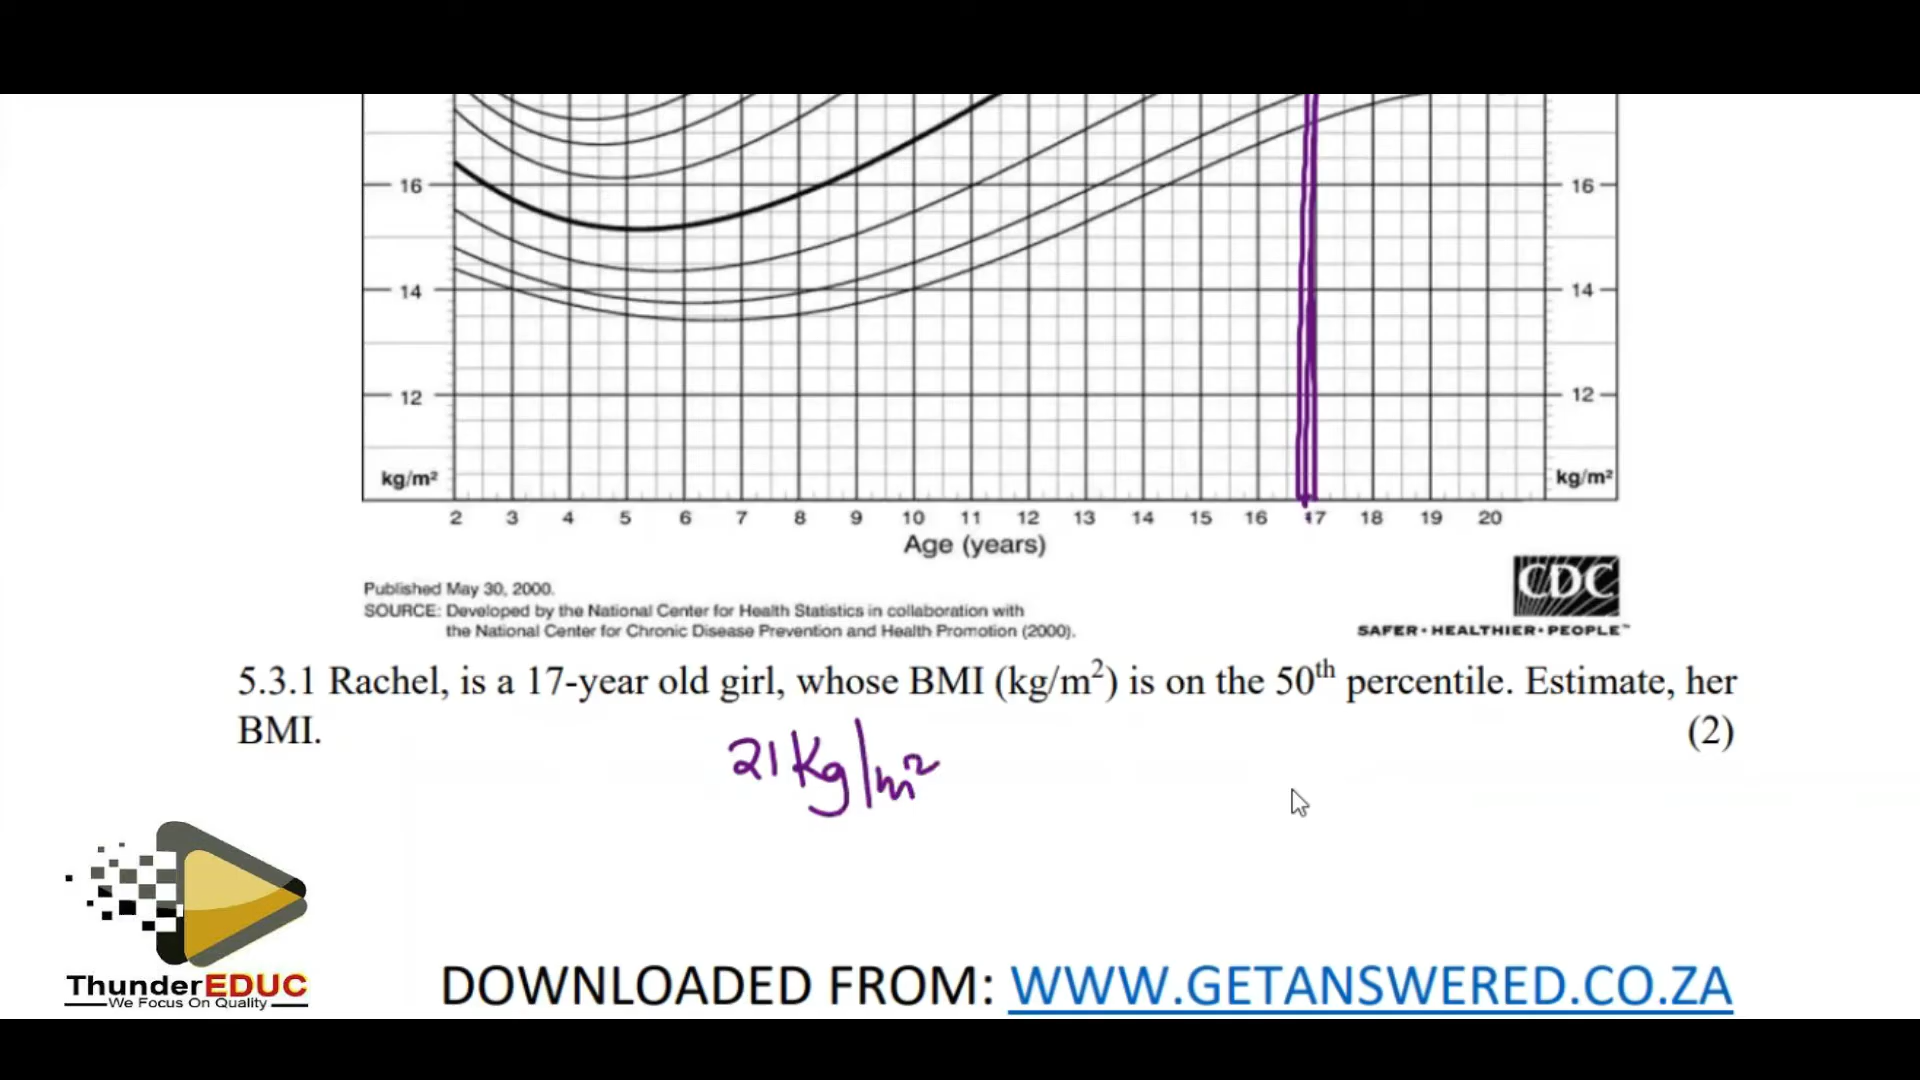 16 16
14 14
12 12
kg/m² kg/m²
2 3 4 5 6 7 8 9 10 11 12 13 14 15 16 17 18 19 20
Age (years)
Published May 30, 2000.
SOURCE: Developed by the National Center for Health Statistics in collaboration with
the National Center for Chronic Disease Prevention and Health Promotion (2000).
CDC
SAFER • HEALTHIER • PEOPLE™
5.3.1 Rachel, is a 17-year old girl, whose BMI (kg/m²) is on the 50th percentile. Estimate, her
BMI. (2)
21 Kg/m²
ThunderEDUC
We Focus On Quality
DOWNLOADED FROM: WWW.GETANSWERED.CO.ZA